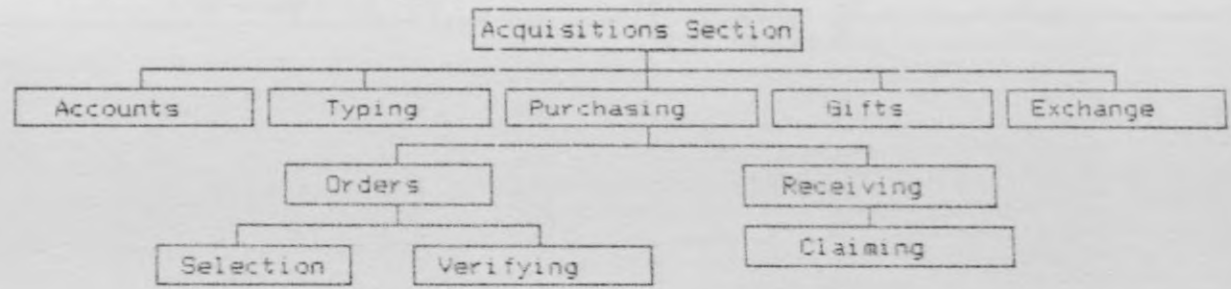 Acquisitions Section
Accounts Typing Purchasing Gifts Exchange
Orders Receiving
Selection Verifying Claiming